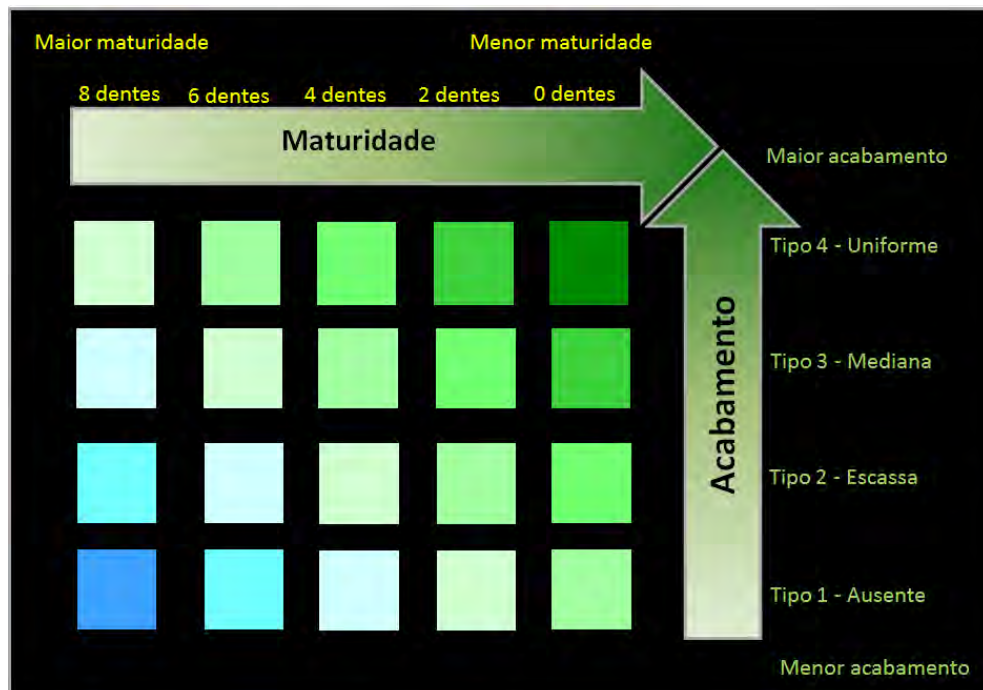 Maior maturidade
Menor maturidade
8 dentes
6 dentes
4 dentes
2 dentes
0 dentes
Maturidade
Maior acabamento
Tipo 4 - Uniforme
Tipo 3 - Mediana
Acabamento
Tipo 2 - Escassa
Tipo 1 - Ausente
Menor acabamento